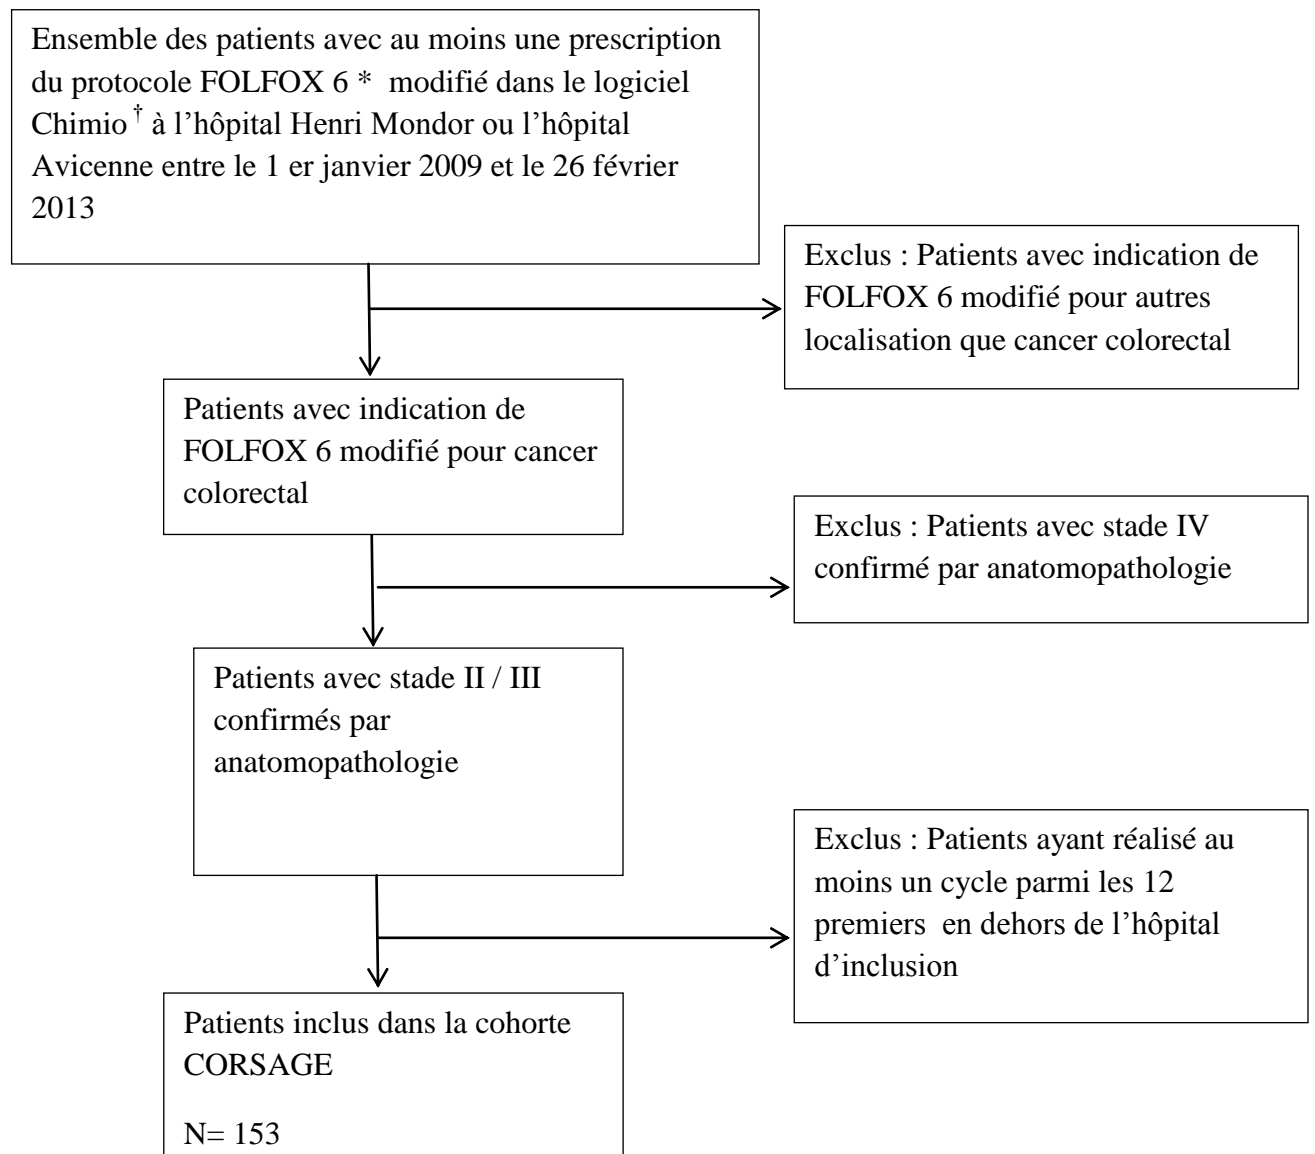 Ensemble des patients avec au moins une prescription
du protocole FOLFOX 6 * modifié dans le logiciel
Chimio † à l’hôpital Henri Mondor ou l’hôpital
Avicenne entre le 1 er janvier 2009 et le 26 février
2013
Exclus : Patients avec indication de
FOLFOX 6 modifié pour autres
localisation que cancer colorectal
Patients avec indication de
FOLFOX 6 modifié pour cancer
colorectal
Exclus : Patients avec stade IV
confirmé par anatomopathologie
Patients avec stade II / III
confirmés par
anatomopathologie
Exclus : Patients ayant réalisé au
moins un cycle parmi les 12
premiers en dehors de l’hôpital
d’inclusion
Patients inclus dans la cohorte
CORSAGE
N= 153